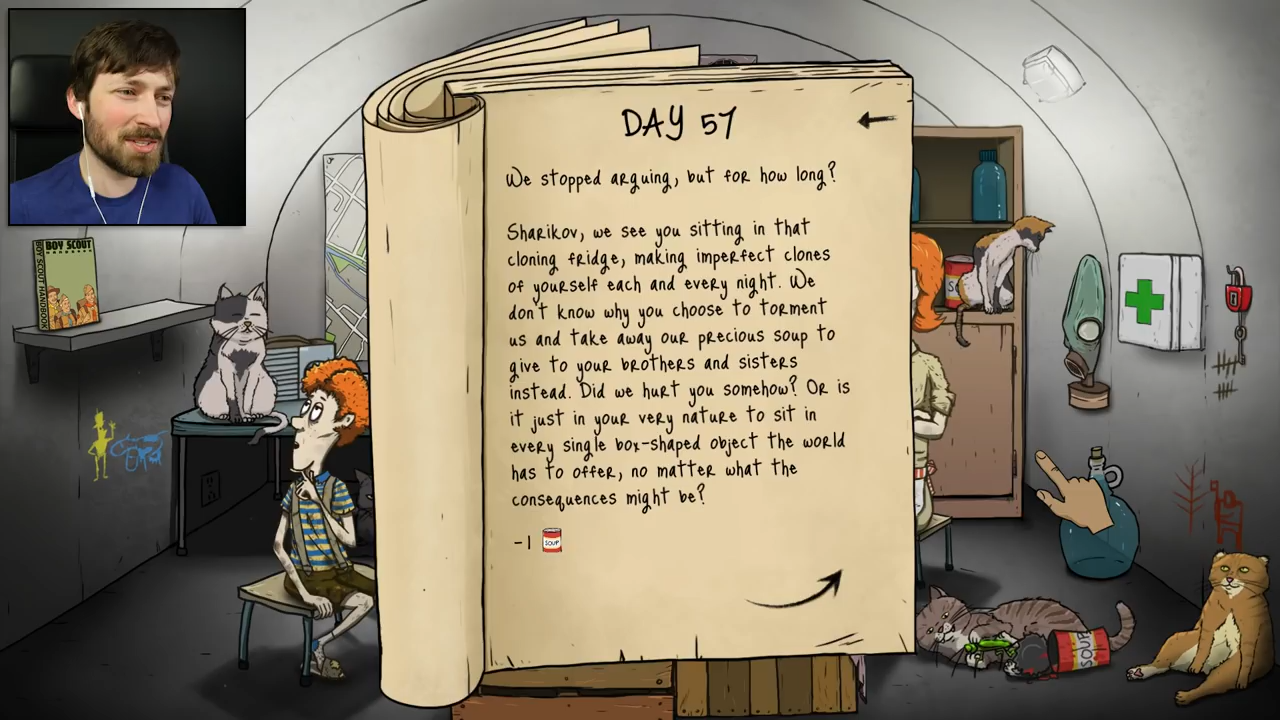 DAY 57
We stopped arguing, but for how long?
Sharikov, we see you sitting in that
cloning fridge, making imperfect clones
of yourself each and every night. We
don't know why you choose to torment
us and take away our precious soup to
give to your brothers and sisters
instead. Did we hurt you somehow? Or is
it just in your very nature to sit in
every single box-shaped object the world
has to offer, no matter what the
consequences might be?
-1 SOUP
BOY SCOUT
BOY SCOUT HANDBOOK
SOUP